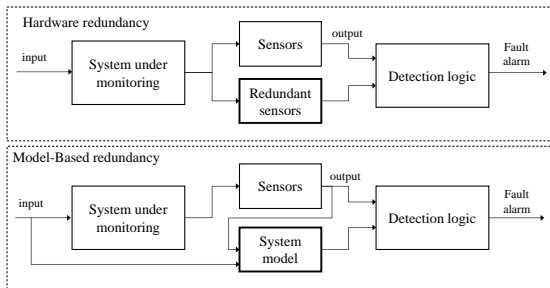 Hardware redundancy
input
System under
monitoring
Sensors
output
Redundant
sensors
Detection logic
Fault
alarm
Model-Based redundancy
input
System under
monitoring
Sensors
output
System
model
Detection logic
Fault
alarm